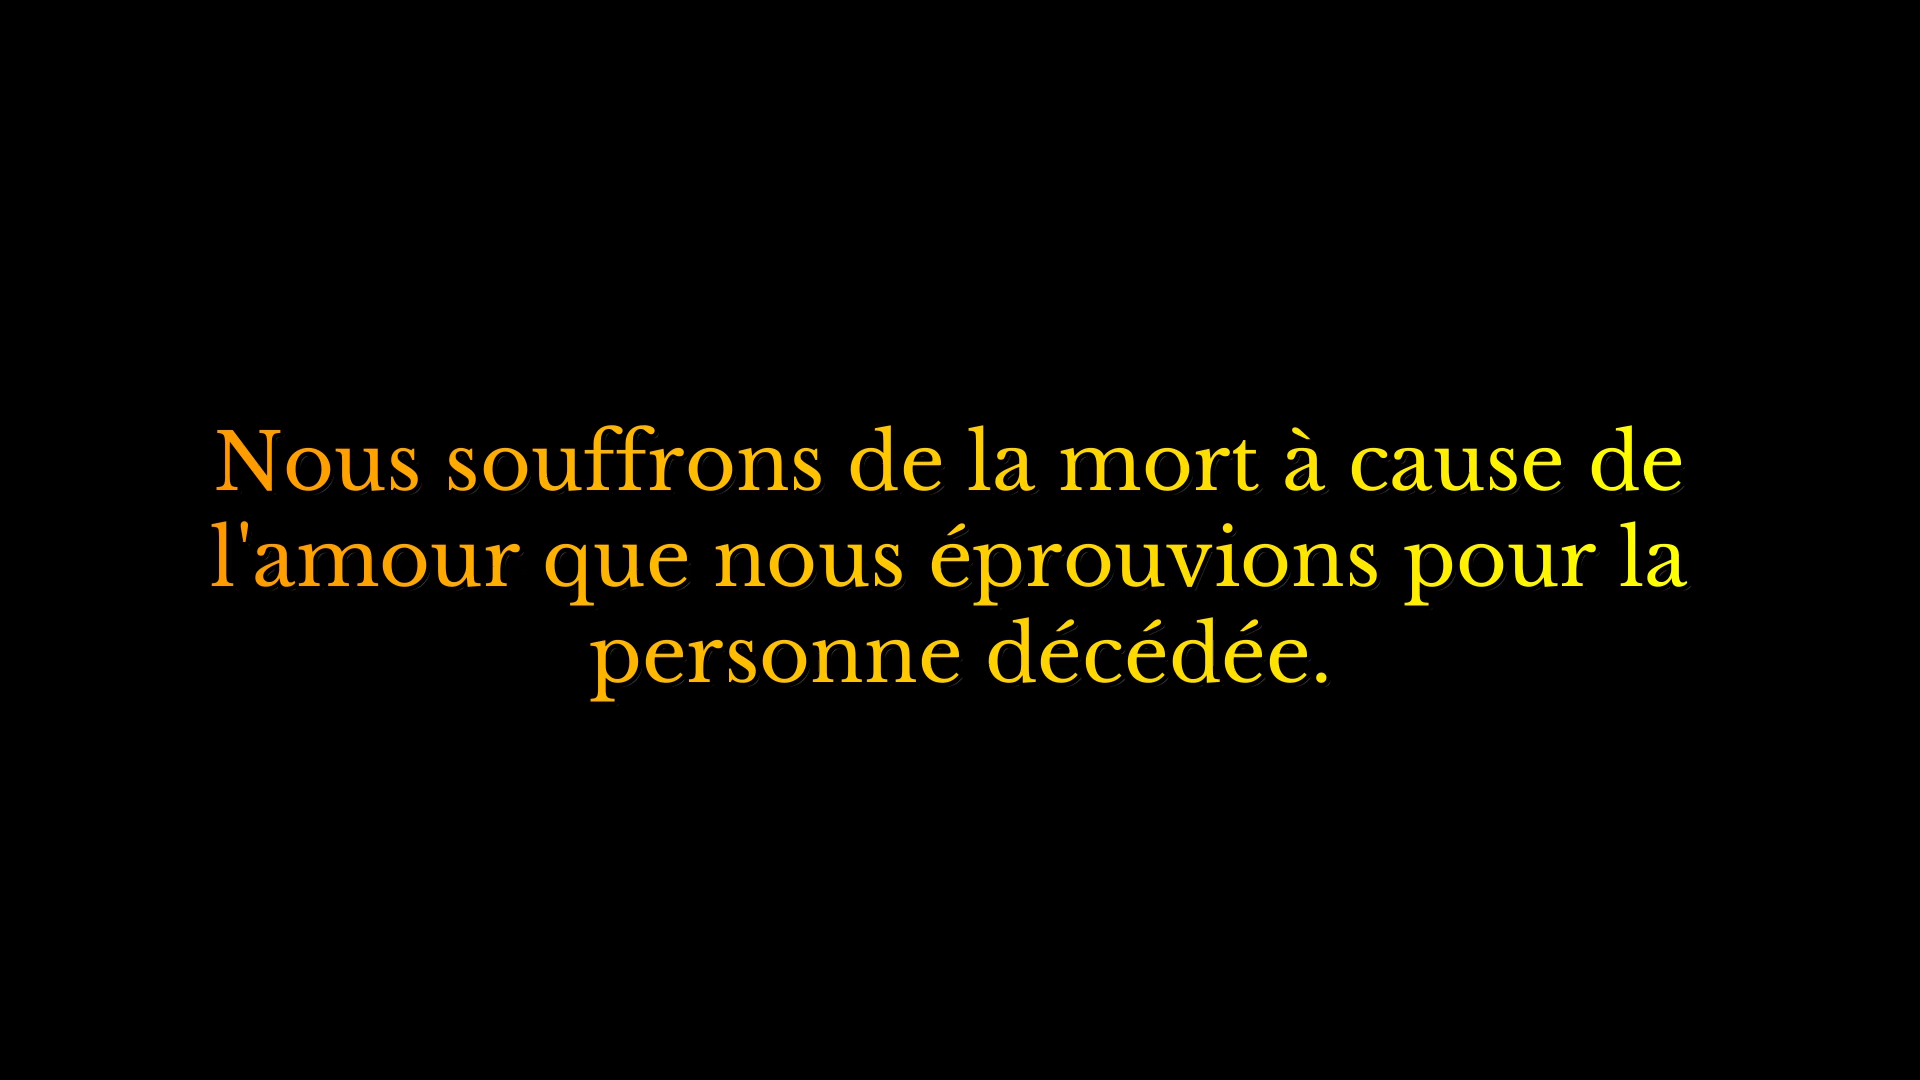 Nous souffrons de la mort à cause de
l'amour que nous éprouvions pour la
personne décédée.